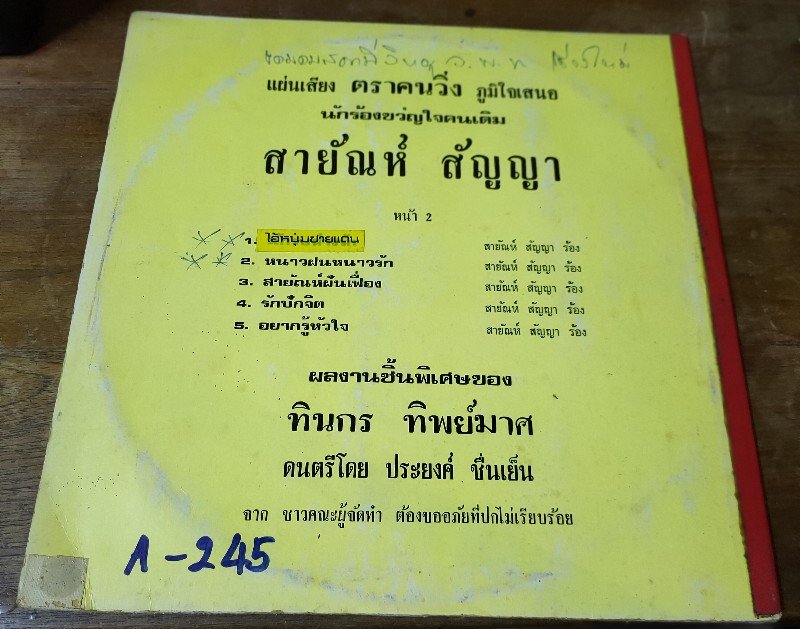 แผ่นเสียง ตราคนวิ่ง ภูมิใจเสนอ
นักร้องขวัญใจคนเดิม
สายัณห์ สัญญา
หน้า 2
1. ไอ้หนุ่มชายแดน สายัณห์ สัญญา ร้อง
2. หนาวฝนหนาวรัก สายัณห์ สัญญา ร้อง
3. สายัณห์ฝันเฟื่อง สายัณห์ สัญญา ร้อง
4. รักปักจิต สายัณห์ สัญญา ร้อง
5. อยากรู้หัวใจ สายัณห์ สัญญา ร้อง
ผลงานชิ้นพิเศษของ
ทินกร ทิพย์มาศ
ดนตรีโดย ประยงค์ ชื่นเย็น
จาก ชาวคณะผู้จัดทำ ต้องขออภัยที่ปกไม่เรียบร้อย
-245